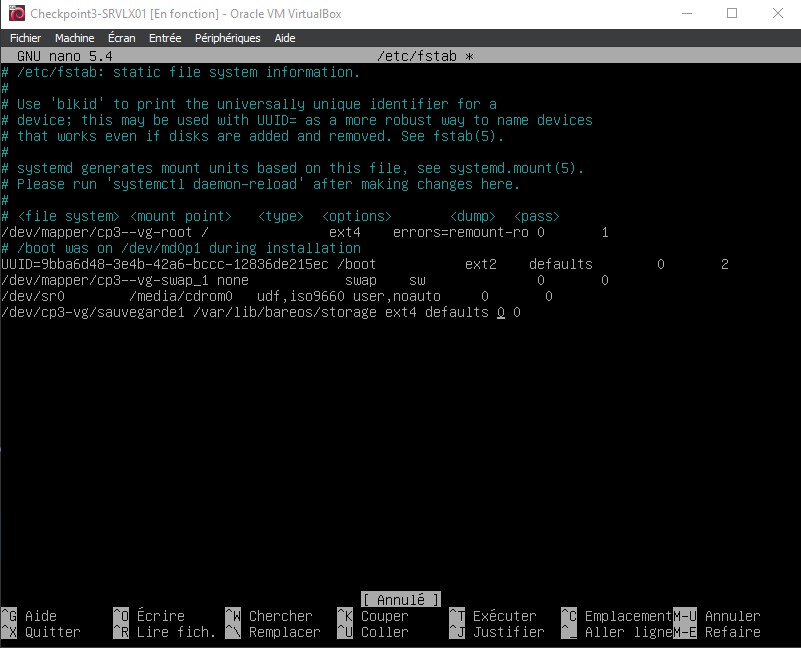 Checkpoint3-SRVLX01 [En fonction] - Oracle VM VirtualBox
Fichier Machine Écran Entrée Périphériques Aide
GNU nano 5.4 /etc/fstab *
# /etc/fstab: static file system information.
#
# Use 'blkid' to print the universally unique identifier for a
# device; this may be used with UUID= as a more robust way to name devices
# that works even if disks are added and removed. See fstab(5).
#
# systemd generates mount units based on this file, see systemd.mount(5).
# Please run 'systemctl daemon-reload' after making changes here.
#
# <file system> <mount point> <type> <options> <dump> <pass>
/dev/mapper/cp3--vg-root / ext4 errors=remount-ro 0 1
# /boot was on /dev/md0p1 during installation
UUID=9bba6d48-3e4b-42a6-bccc-12836de215ec /boot ext2 defaults 0 2
/dev/mapper/cp3--vg-swap_1 none swap sw 0 0
/dev/sr0 /media/cdrom0 udf,iso9660 user,noauto 0 0
/dev/cp3-vg/sauvegarde1 /var/lib/bareos/storage ext4 defaults 0 0
[ Annulé ]
^G Aide ^O Écrire ^W Chercher ^K Couper ^T Exécuter ^C Emplacement M-U Annuler
^X Quitter ^R Lire fich. ^\ Remplacer ^U Coller ^J Justifier ^_ Aller ligne M-E Refaire